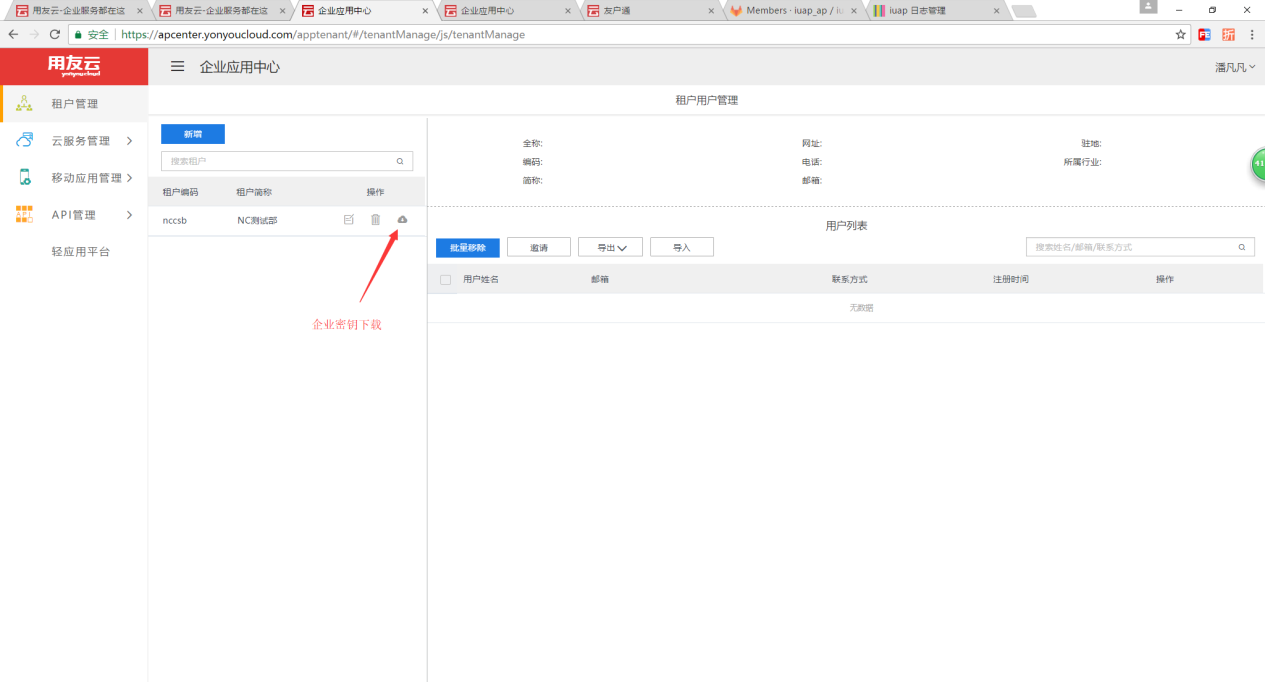 用友云-企业服务都在这
用友云-企业服务都在这
企业应用中心
企业应用中心
友户通
Members · iuap_ap / iu
iuap 日志管理
安全 https://apcenter.yonyoucloud.com/apptenant/#/tenantManage/js/tenantManage
用友云
yonyoucloud
企业应用中心
潘凡凡
租户管理
云服务管理
移动应用管理
API管理
轻应用平台
租户用户管理
新增
搜索租户
租户编码 租户简称 操作
nccsb NC测试部
企业密钥下载
全称: 网址: 驻地:
编码: 电话: 所属行业:
简称: 邮箱:
用户列表
批量移除 邀请 导出 导入 搜索姓名/邮箱/联系方式
用户姓名 邮箱 联系方式 注册时间 操作
无数据